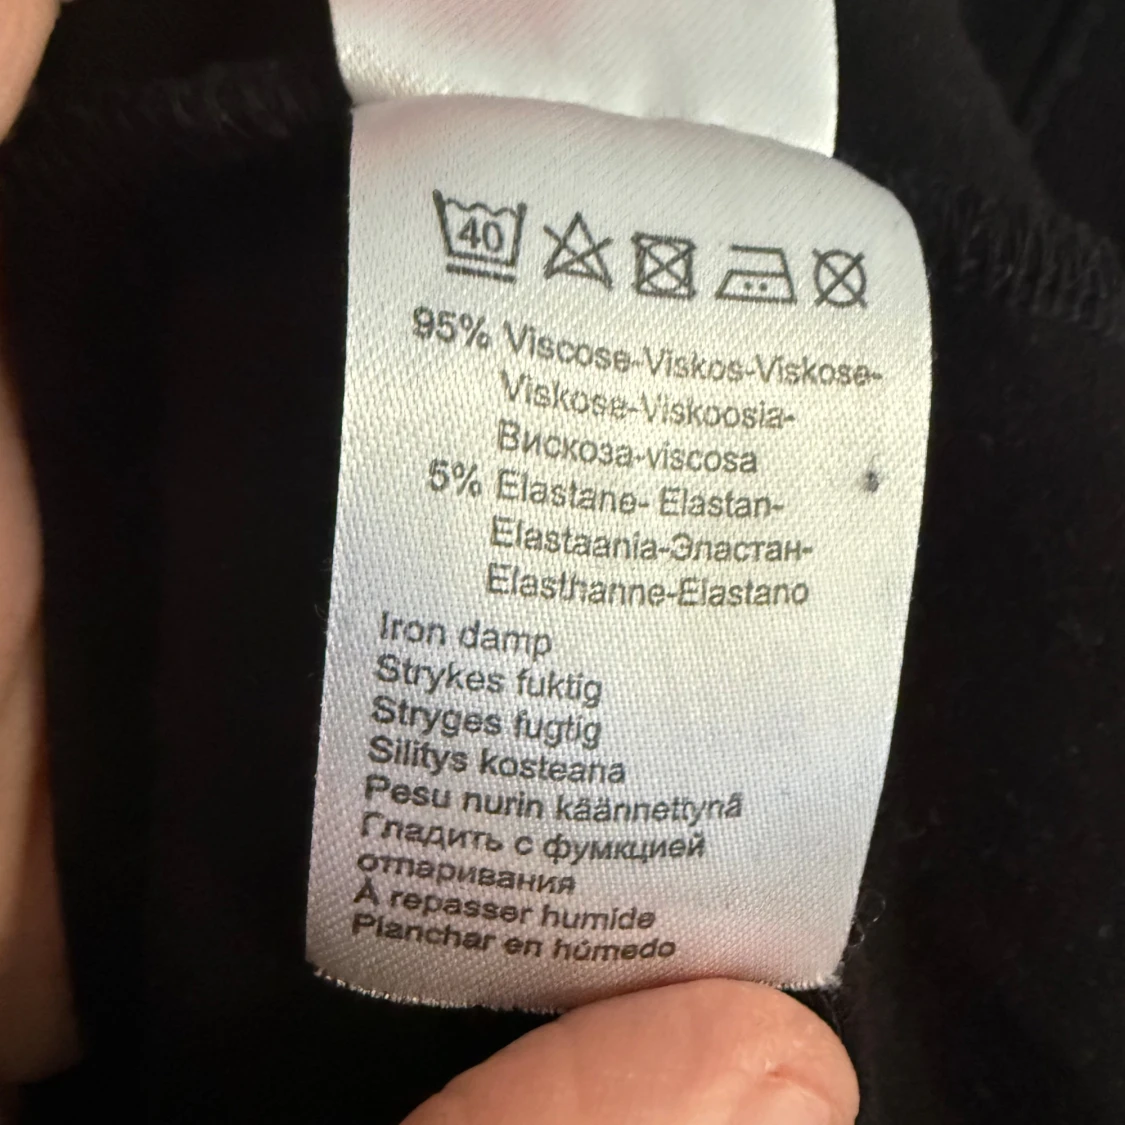 40
95% Viscose-Viskos-Viskose-
Viskose-Viskoosia-
Вискоза-viscosa
5% Elastane- Elastan-
Elastaania-Эластан-
Elasthanne-Elastano
Iron damp
Strykes fuktig
Stryges fugtig
Silitys kosteana
Pesu nurin käännettynä
Гладить с фумкцией
отпаривания
À repasser humide
Planchar en húmedo